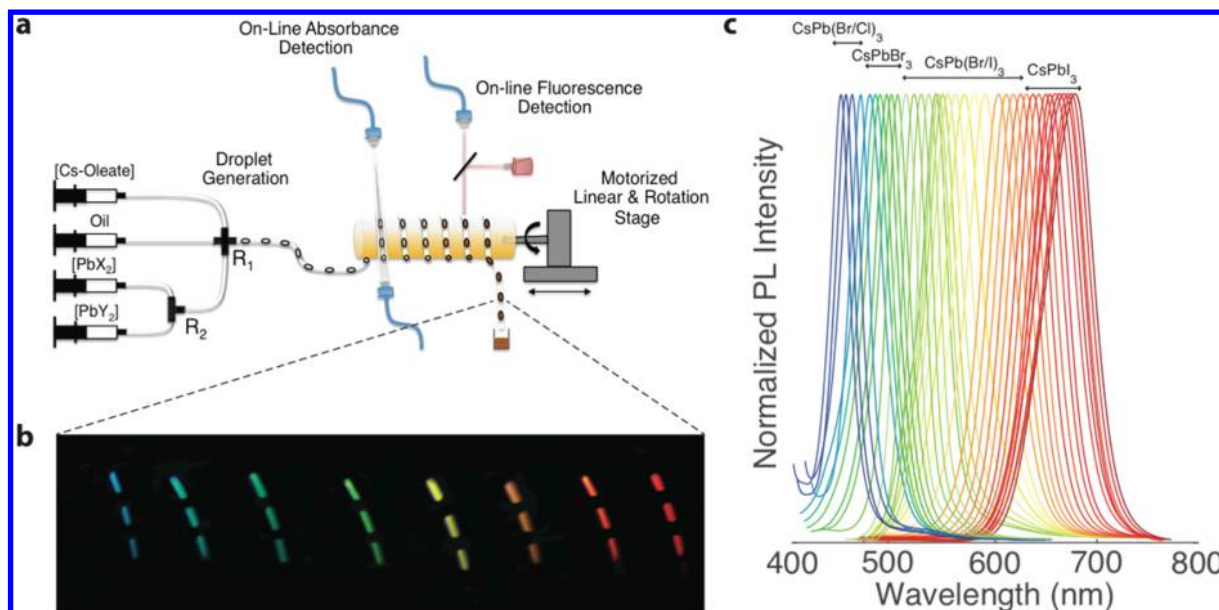 a
On-Line Absorbance
Detection
On-line Fluorescence
Detection
[Cs-Oleate]
Droplet
Generation
Motorized
Linear & Rotation
Stage
Oil
R₁
[PbX₂]
[PbY₂]
R₂
b
c
CsPb(Br/Cl)₃
CsPbBr₃
CsPb(Br/I)₃
CsPbI₃
Normalized PL Intensity
400 500 600 700 800
Wavelength (nm)